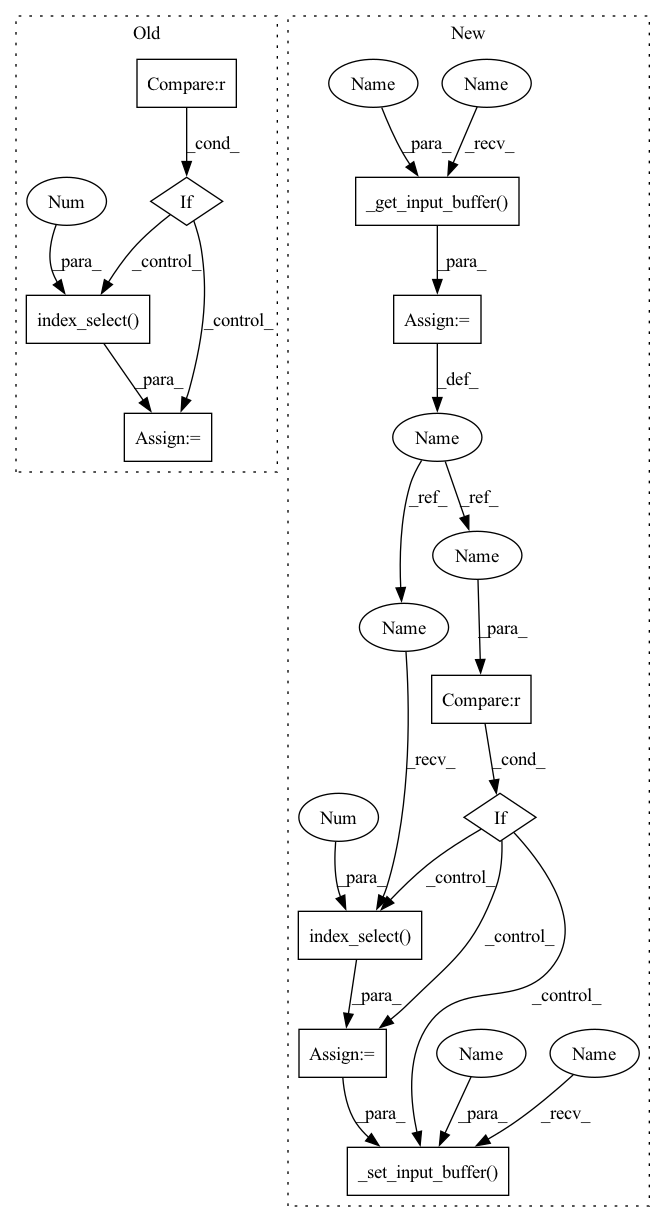 Old
New
Compare:r
Name
Name
_cond_
_para_
_recv_
Num
If
_get_input_buffer()
_para_
_control_
_para_
index_select()
_control_
Assign:=
_para_
_def_
Assign:=
Name
_ref_
_ref_
Name
Name
_para_
Compare:r
_recv_
_cond_
Num
If
_para_
_control_
index_select()
_control_
_para_
_control_
Assign:=
Name
Name
_para_
_para_
_recv_
_set_input_buffer()